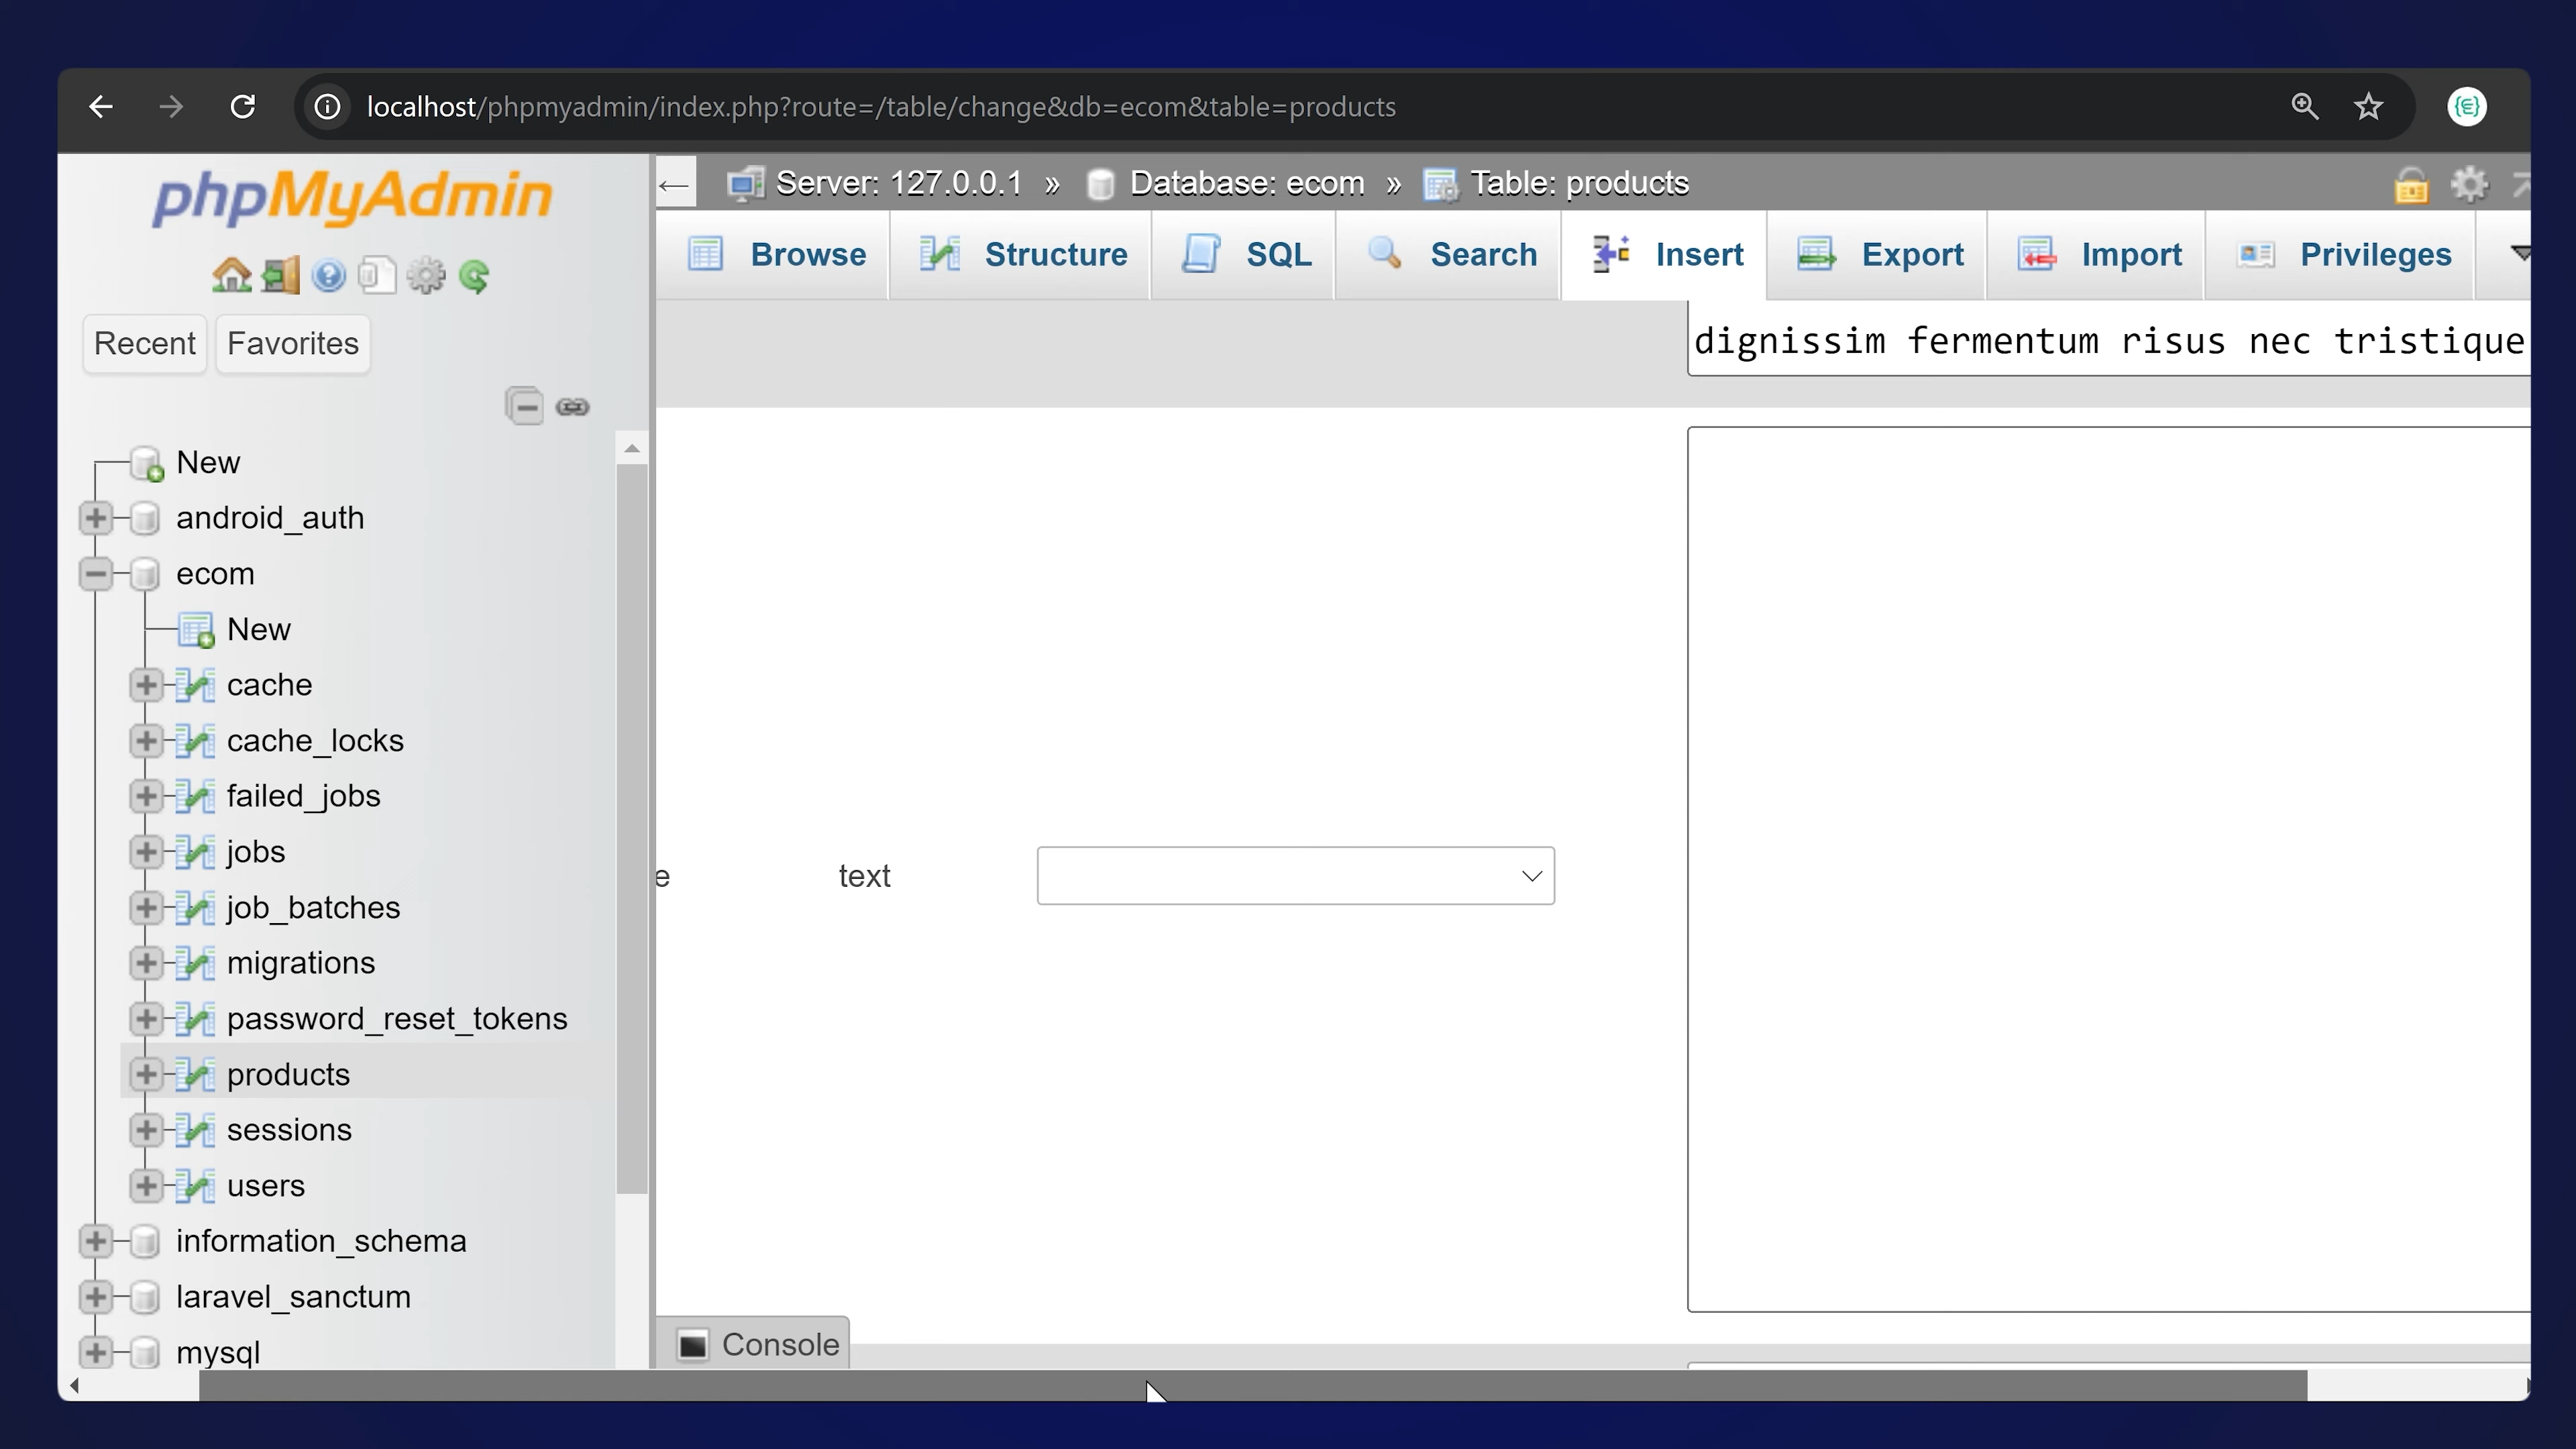 localhost/phpmyadmin/index.php?route=/table/change&db=ecom&table=products
phpMyAdmin
Recent Favorites
New
android_auth
ecom
New
cache
cache_locks
failed_jobs
jobs
job_batches
migrations
password_reset_tokens
products
sessions
users
information_schema
laravel_sanctum
mysql
Server: 127.0.0.1 » Database: ecom » Table: products
Browse Structure SQL Search Insert Export Import Privileges
dignissim fermentum risus nec tristique
e text
Console